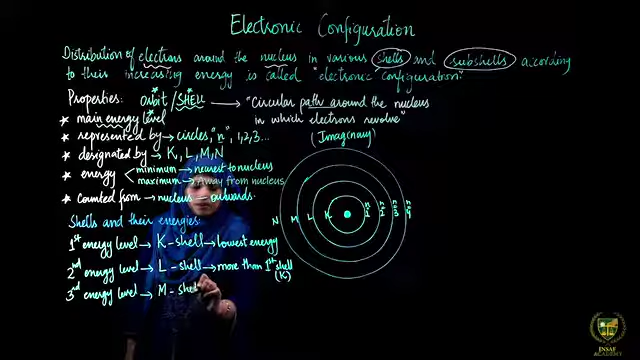 Electronic Configuration
Distribution of electrons around the nucleus in various shells and subshells according
to their increasing energy is called "electronic configuration"
Properties: orbit / SHELL → "Circular path around the nucleus
in which electrons revolve"
(Imaginary)
* main energy level
* represented by → circles, "n", 1, 2, 3...
* designated by → K, L, M, N
* energy < minimum → nearest to nucleus
maximum → Away from nucleus
* Counted from → nucleus → outwards
Shells and their energies:
1st energy level → K-shell → lowest energy
2nd energy level → L-shell → more than 1st shell
(K)
3rd energy level → M-shel
N M L K
ENSAF
ACADEMY